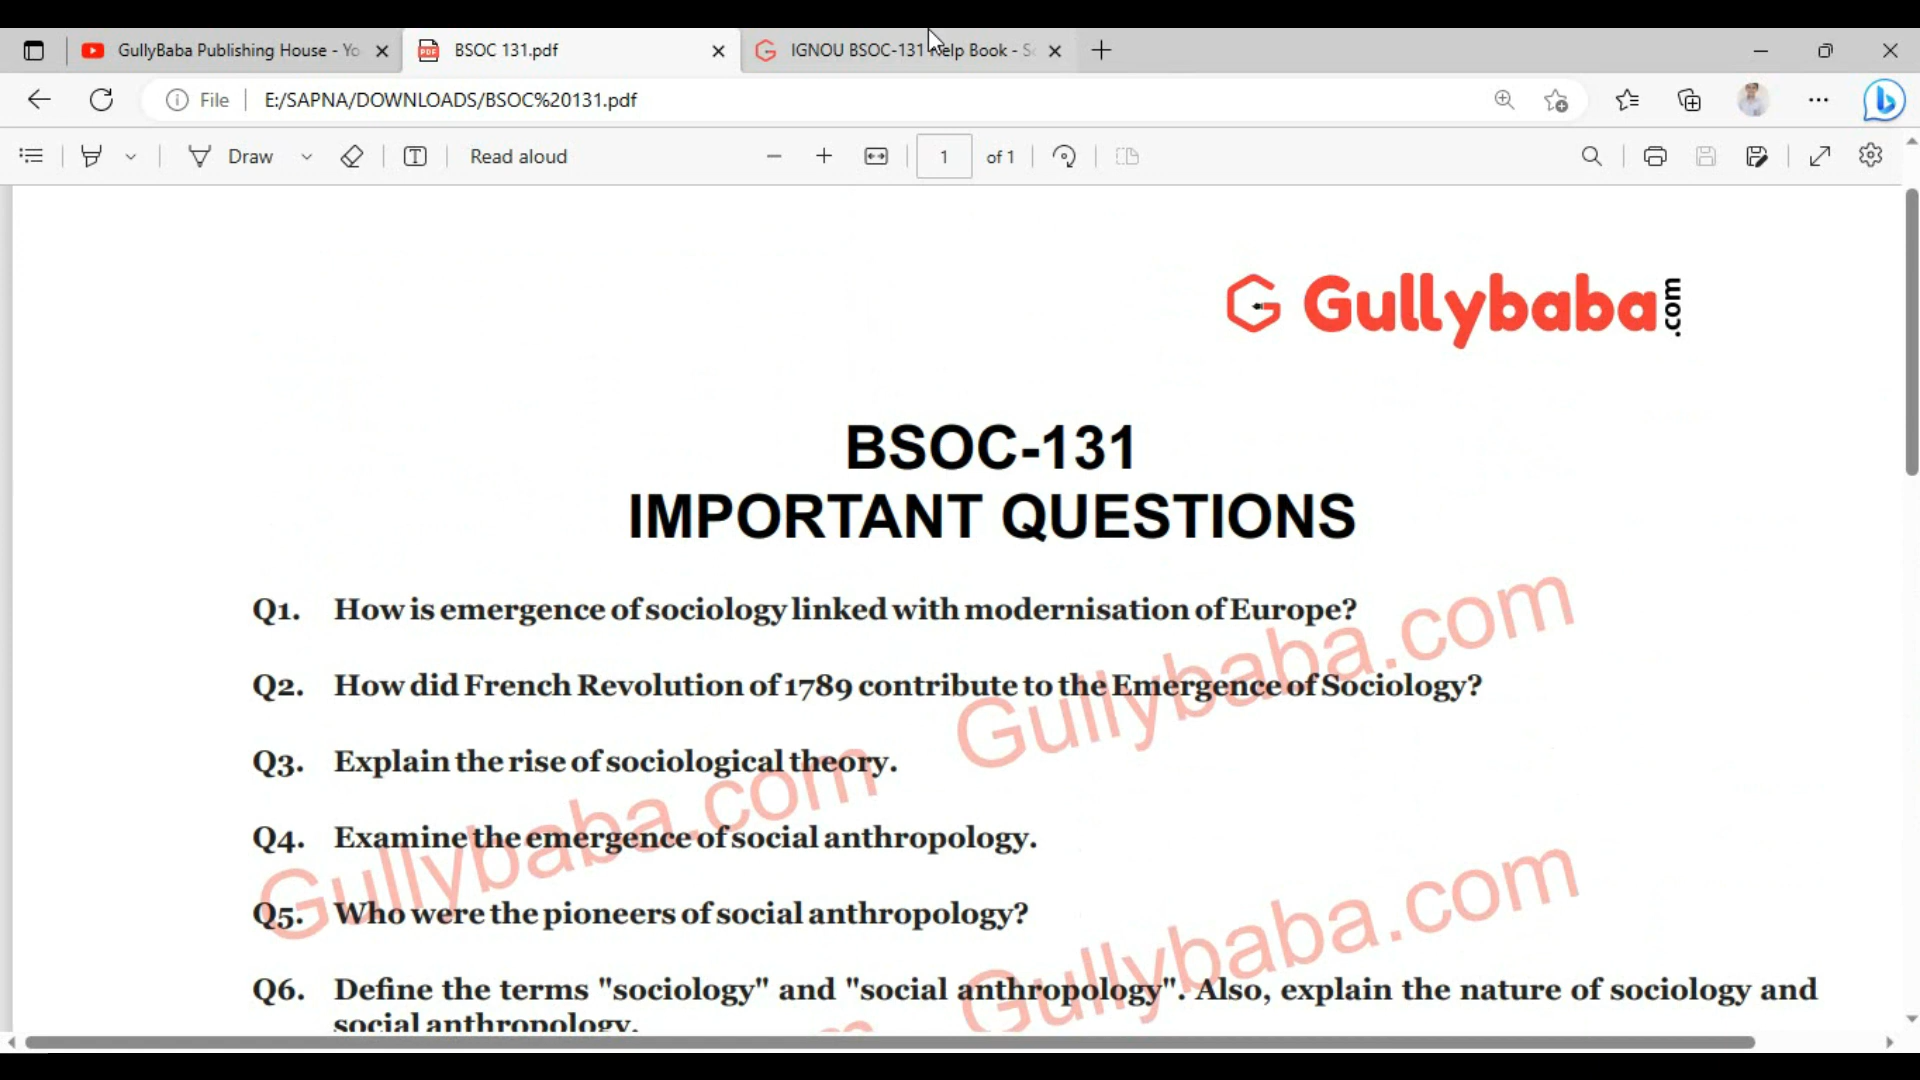 GullyBaba Publishing House - Yo
BSOC 131.pdf
IGNOU BSOC-131 Help Book - S
File
E:/SAPNA/DOWNLOADS/BSOC%20131.pdf
Draw
Read aloud
1
of 1
Gullybaba.com
BSOC-131
IMPORTANT QUESTIONS
Q1. How is emergence of sociology linked with modernisation of Europe?
Q2. How did French Revolution of 1789 contribute to the Emergence of Sociology?
Q3. Explain the rise of sociological theory.
Q4. Examine the emergence of social anthropology.
Q5. Who were the pioneers of social anthropology?
Q6. Define the terms "sociology" and "social anthropology". Also, explain the nature of sociology and
social anthropology.
Gullybaba.com
Gullybaba.com
Gullybaba.com